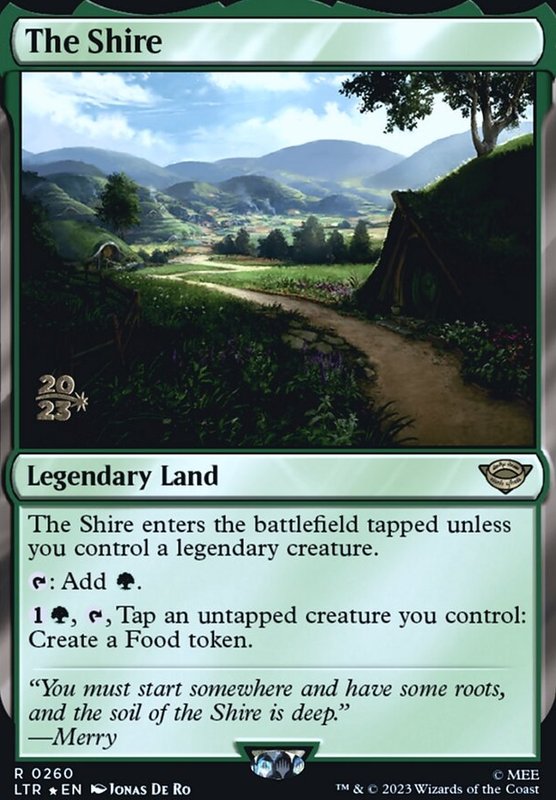 The Shire
20
23
Legendary Land
The Shire enters the battlefield tapped unless
you control a legendary creature.
: Add .
1 , , Tap an untapped creature you control:
Create a Food token.
“You must start somewhere and have some roots,
and the soil of the Shire is deep.”
—Merry
R 0260
LTR ★ EN Jonas De Ro
© MEE
™ & © 2023 Wizards of the Coast